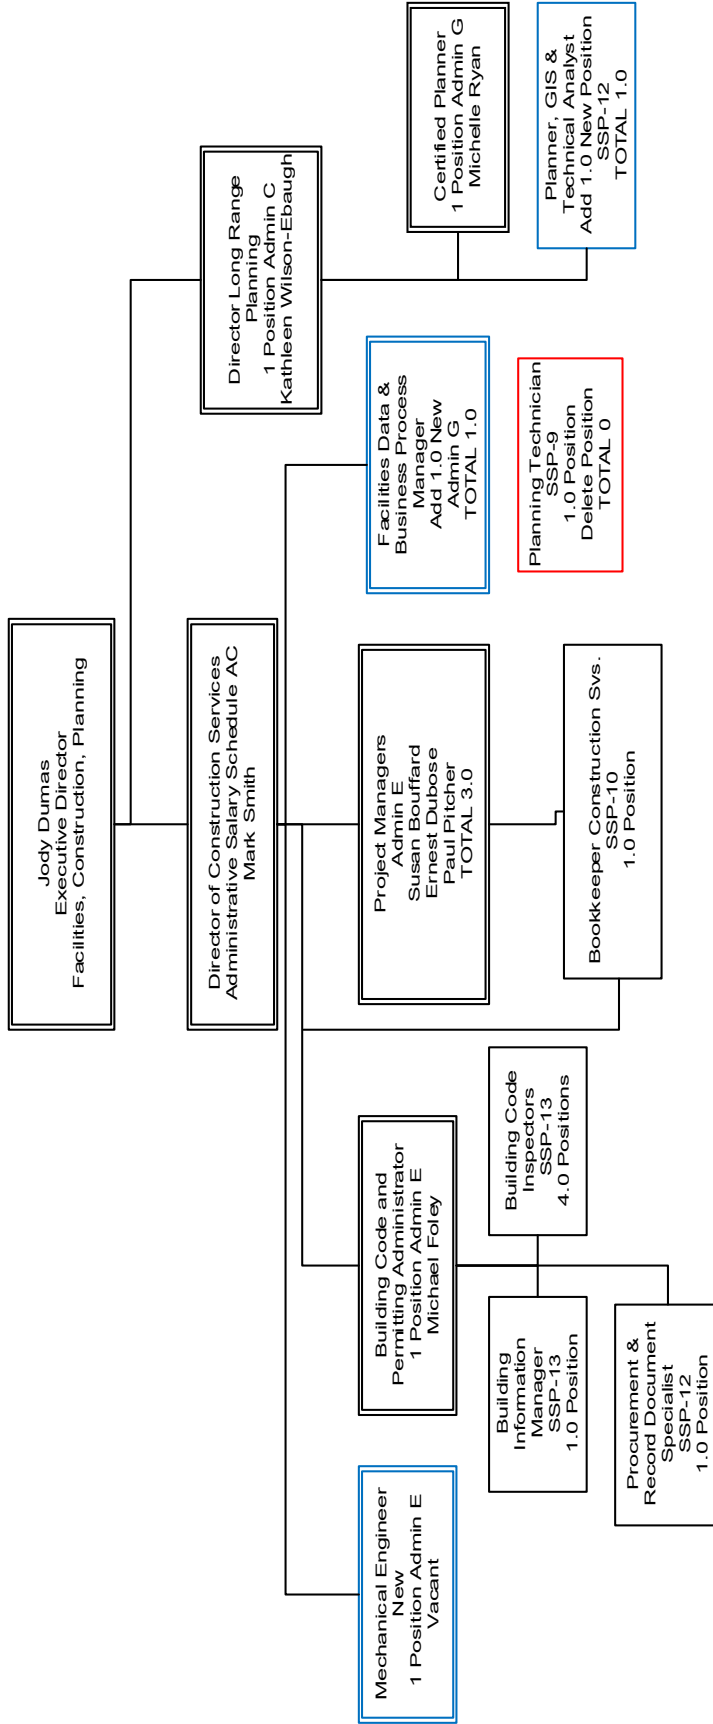 Jody Dumas
Executive Director
Facilities, Construction, Planning
Director of Construction Services
Administrative Salary Schedule AC
Mark Smith
Director Long Range
Planning
1 Position Admin C
Kathleen Wilson-Ebaugh
Mechanical Engineer
New
1 Position Admin E
Vacant
Building Code and
Permitting Administrator
1 Position Admin E
Michael Foley
Project Managers
Admin E
Susan Bouffard
Ernest Dubose
Paul Pitcher
TOTAL 3.0
Facilities Data &
Business Process
Manager
Add 1.0 New
Admin G
TOTAL 1.0
Certified Planner
1 Position Admin G
Michelle Ryan
Building
Information
Manager
SSP-13
1.0 Position
Building Code
Inspectors
SSP-13
4.0 Positions
Planning Technician
SSP-9
1.0 Position
Delete Position
TOTAL 0
Planner, GIS &
Technical Analyst
Add 1.0 New Position
SSP-12
TOTAL 1.0
Bookkeeper Construction Svs.
SSP-10
1.0 Position
Procurement &
Record Document
Specialist
SSP-12
1.0 Position